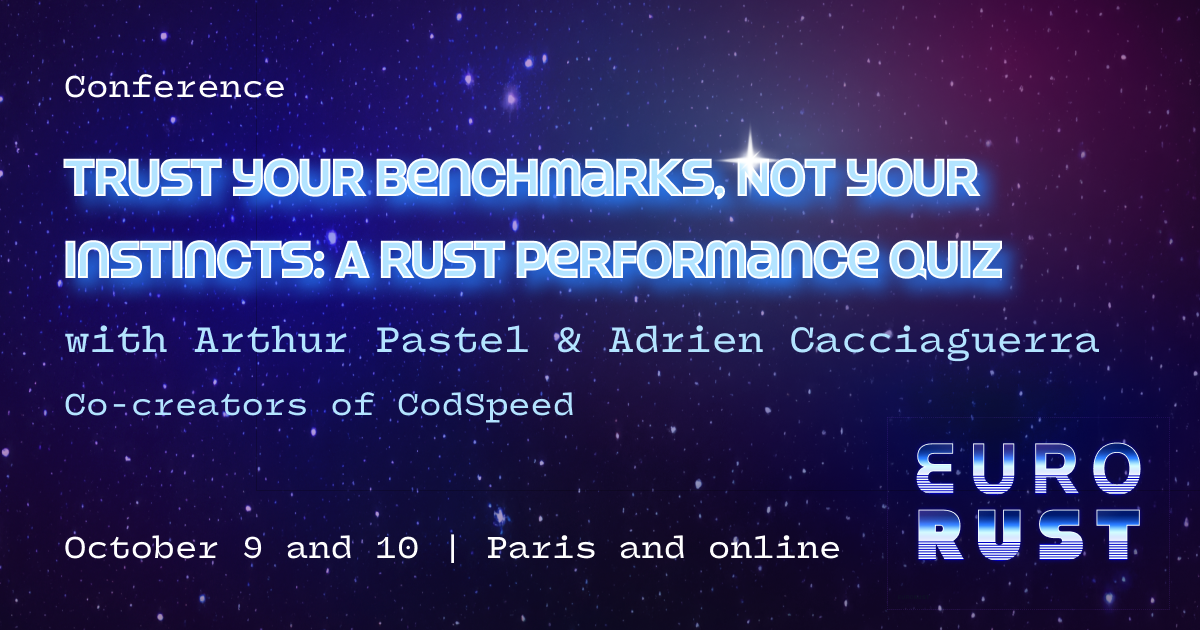 Conference
TRUST YOUR BENCHMARKS, NOT YOUR
INSTINCTS: A RUST PERFORMANCE QUIZ
with Arthur Pastel & Adrien Cacciaguerra
Co-creators of CodSpeed
October 9 and 10 | Paris and online
EURO
RUST